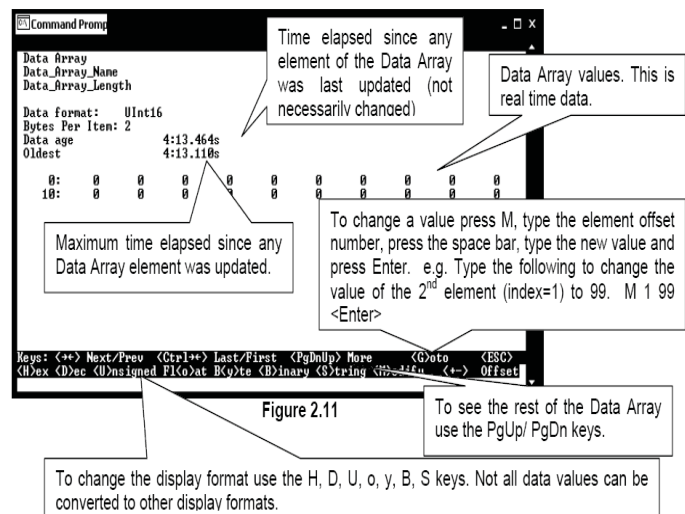 Command Promp
Time elapsed since any
element of the Data Array
was last updated (not
necessarily changed)
Data Array values. This is
real time data.
Data Array
Data_Array_Name
Data_Array_Length
Data format: UInt16
Bytes Per Item: 2
Data age 4:13.464s
Oldest 4:13.110s
0: 0 0 0 0 0 0 0 0 0 0
10: 0 0 0 0 0 0 0 0 0 0
Maximum time elapsed since any
Data Array element was updated.
To change a value press M, type the element offset
number, press the space bar, type the new value and
press Enter. e.g. Type the following to change the
value of the 2nd element (index=1) to 99. M 1 99
<Enter>
Keys: <→←> Next/Prev <Ctrl→←> Last/First <PgDnUp> More <G>oto <ESC>
<H>ex <D>ec <U>nsigned Fl<o>at B<y>te <B>inary <S>tring <+-> Offset
Figure 2.11
To see the rest of the Data Array
use the PgUp/ PgDn keys.
To change the display format use the H, D, U, o, y, B, S keys. Not all data values can be
converted to other display formats.